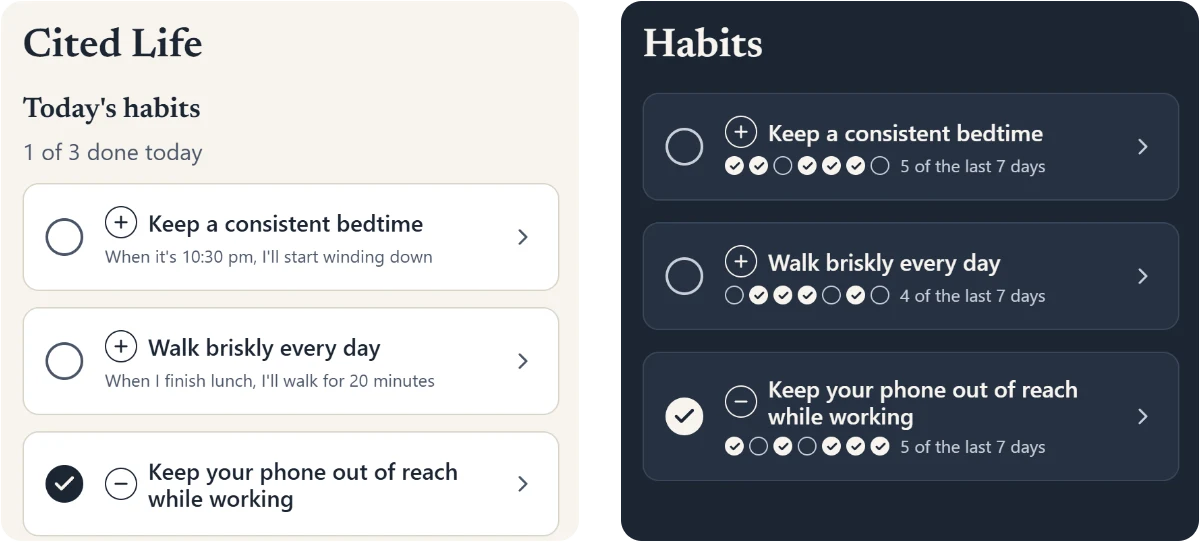 Cited Life
Today's habits
1 of 3 done today
Keep a consistent bedtime
When it's 10:30 pm, I'll start winding down
Walk briskly every day
When I finish lunch, I'll walk for 20 minutes
Keep your phone out of reach
while working
Habits
Keep a consistent bedtime
5 of the last 7 days
Walk briskly every day
4 of the last 7 days
Keep your phone out of reach
while working
5 of the last 7 days